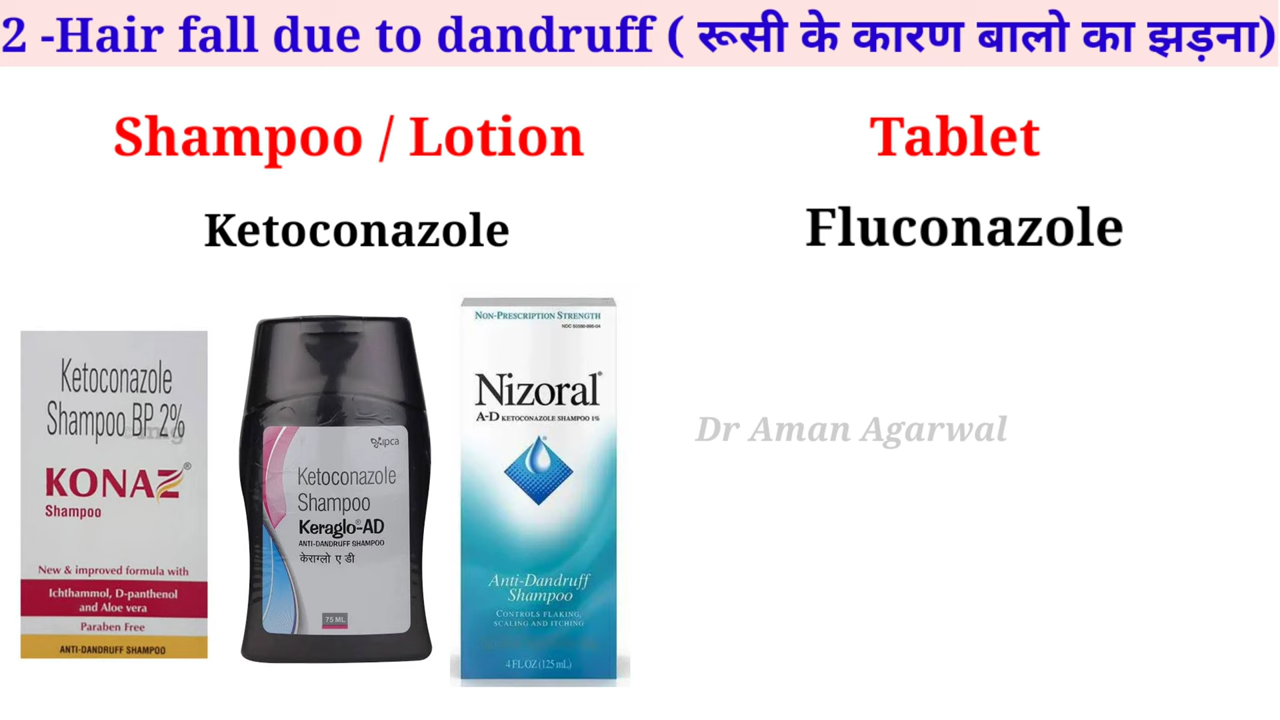 2 -Hair fall due to dandruff ( रूसी के कारण बालो का झड़ना)
Shampoo / Lotion
Tablet
Ketoconazole
Fluconazole
Ketoconazole
Shampoo BP 2%
KONAZ®
Shampoo
New & improved formula with
Ichthammol, D-panthenol
and Aloe vera
Paraben Free
ANTI-DANDRUFF SHAMPOO
ipca
Ketoconazole
Shampoo
Keraglo®-AD
ANTI-DANDRUFF SHAMPOO
केराग्लो ए डी
75 ML
NON-PRESCRIPTION STRENGTH
Nizoral®
A-D KETOCONAZOLE SHAMPOO 1%
Anti-Dandruff
Shampoo
CONTROLS FLAKING,
SCALING AND ITCHING
4 FL OZ (125 mL)
Dr Aman Agarwal